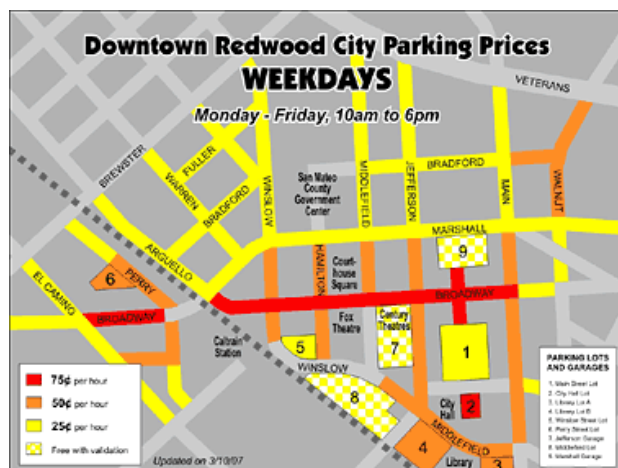 Downtown Redwood City Parking Prices
WEEKDAYS
Monday - Friday, 10am to 6pm
VETERANS
BREWSTER
FULLER
WARREN
BRADFORD
WINSLOW
San Mateo
County
Government
Center
MIDDLEFIELD
JEFFERSON
BRADFORD
MAIN
WALNUT
MARSHALL
ARGUELLO
HAMILTON
Court-
house
Square
9
BROADWAY
EL CAMINO
PERRY
6
BROADWAY
Caltrain
Station
Fox
Theatre
Century
Theatres
7
5
1
WINSLOW
8
City
Hall
2
MIDDLEFIELD
4
Library
3
75¢ per hour
50¢ per hour
25¢ per hour
Free with validation
Updated on 3/10/97
PARKING LOTS
AND GARAGES
1. Main Street Lot
2. City Hall Lot
3. Library Lot A
4. Library Lot B
5. Winslow Street Lot
6. Perry Street Lot
7. Jefferson Garage
8. Middlefield Lot
9. Marshall Garage